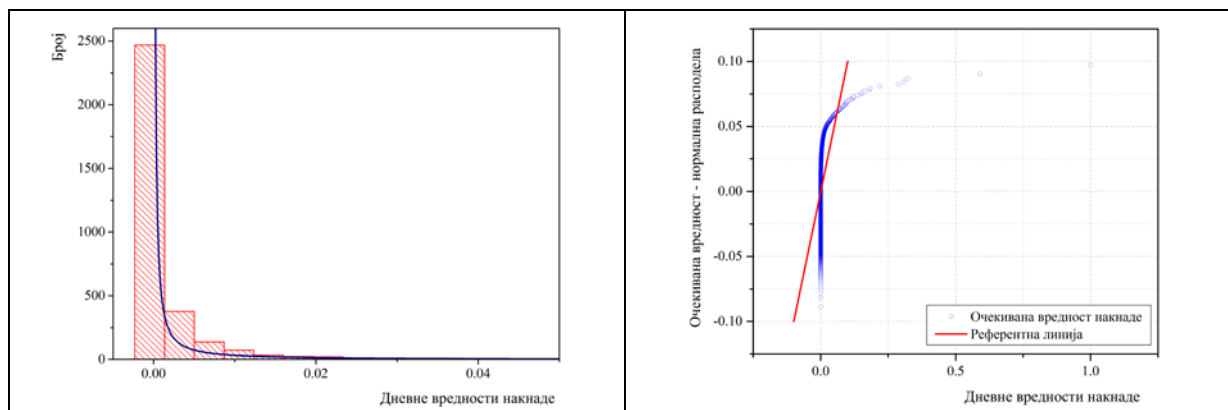 Број
2500
2000
1500
1000
500
0
0.00
0.02
0.04
Дневне вредности накнаде
Очекивана вредност - нормална расподела
0.10
0.05
0.00
-0.05
-0.10
Очекивана вредност накнаде
Референтна линија
0.0
0.5
1.0
Дневне вредности накнаде